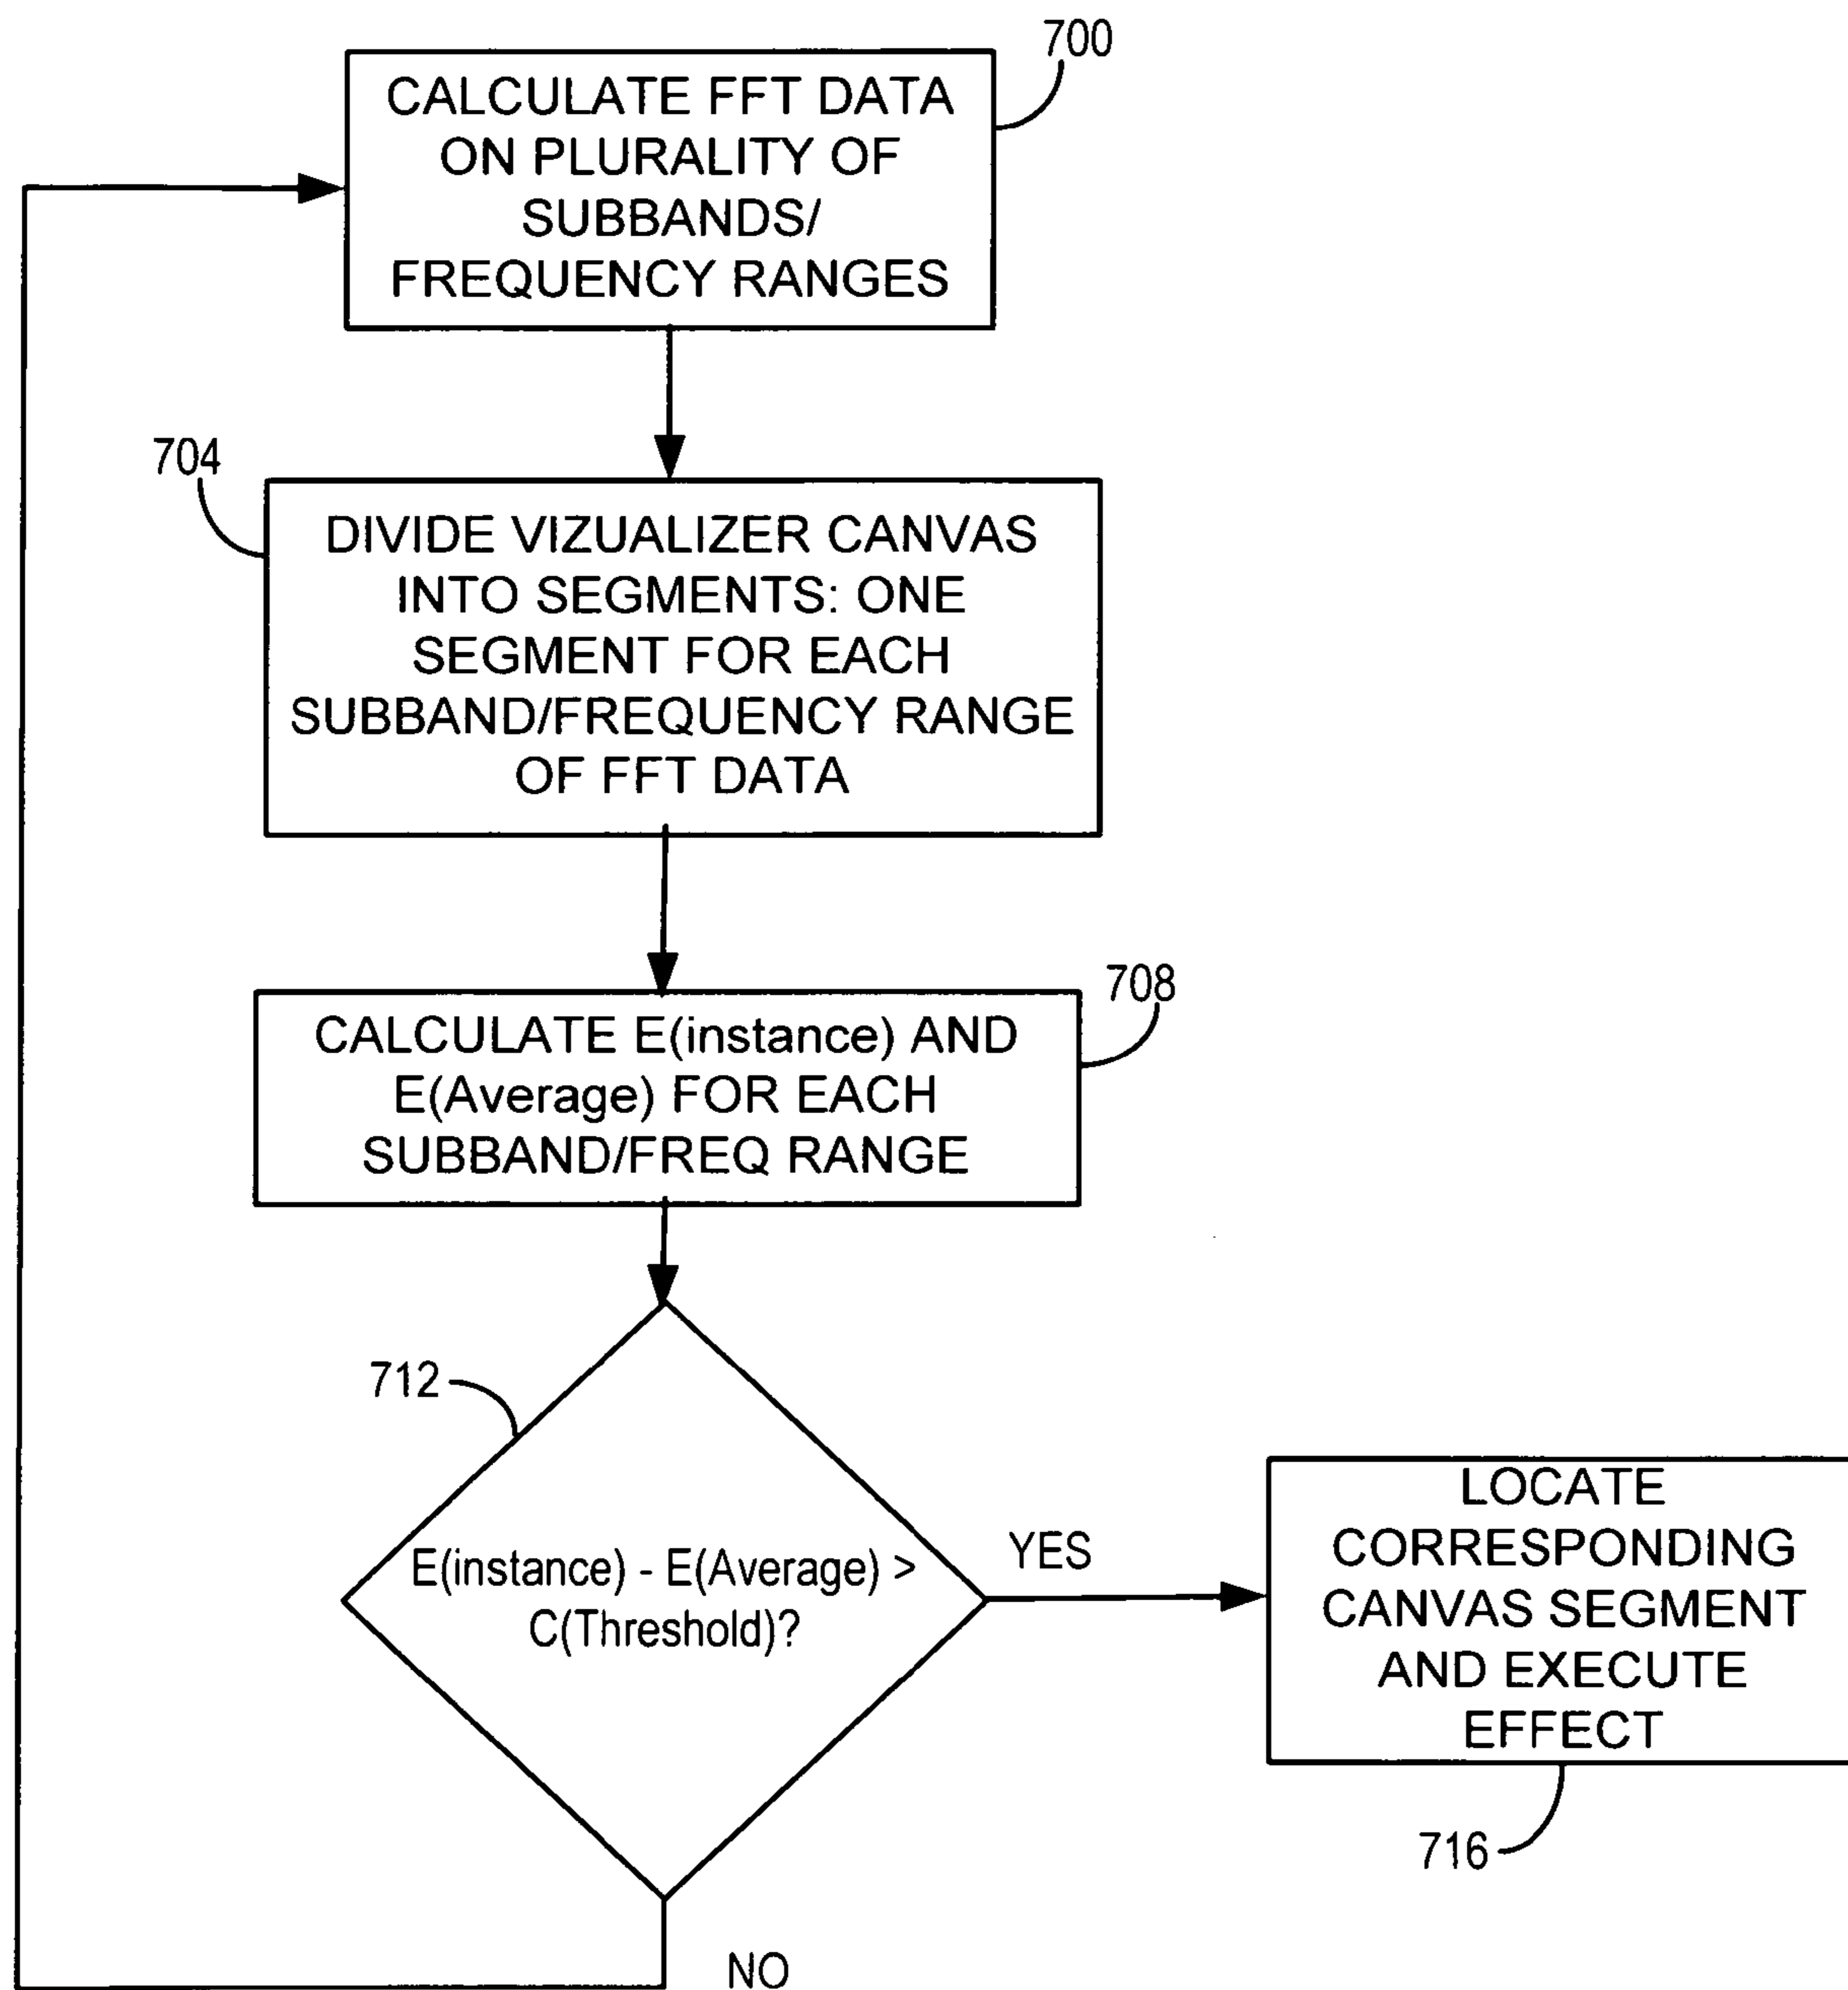 700
CALCULATE FFT DATA
ON PLURALITY OF
SUBBANDS/
FREQUENCY RANGES
704
DIVIDE VIZUALIZER CANVAS
INTO SEGMENTS: ONE
SEGMENT FOR EACH
SUBBAND/FREQUENCY RANGE
OF FFT DATA
708
CALCULATE E(instance) AND
E(Average) FOR EACH
SUBBAND/FREQ RANGE
712
E(instance) - E(Average) >
C(Threshold)?
YES
LOCATE
CORRESPONDING
CANVAS SEGMENT
AND EXECUTE
EFFECT
716
NO